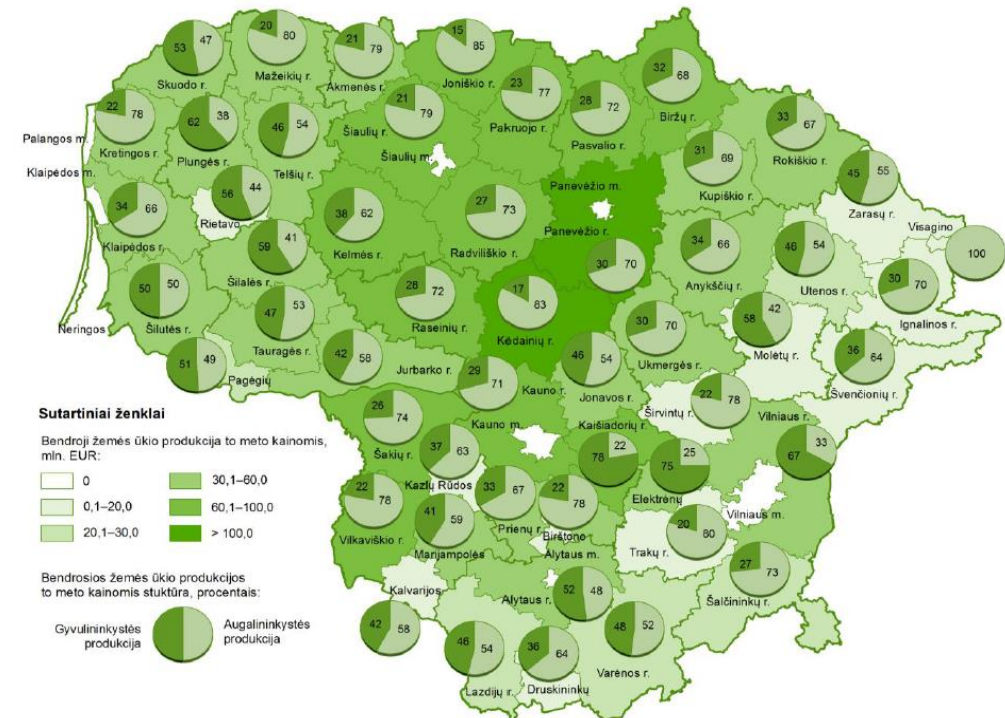 20 80
Mažeikių r.
53 47
Skuodo r.
21 79
Akmenės r.
15 85
Joniškio r.
32 68
Biržų r.
22 78
Kretingos r.
62 38
Plungės r.
46 54
Telšių r.
21 79
Šiaulių r.
Šiaulių m.
23 77
Pakruojo r.
28 72
Pasvalio r.
33 67
Rokiškio r.
Palangos m.
Klaipėdos m.
31 69
Kupiškio r.
45 55
Zarasų r.
34 66
Klaipėdos r.
56 44
Rietavo
38 62
Kelmės r.
27 73
Radviliškio r.
Panevėžio m.
Panevėžio r.
30 70
34 66
Anykščių r.
46 54
Utenos r.
Visagino
100
30 70
Ignalinos r.
59 41
Šilalės r.
50 50
Šilutės r.
Neringos
47 53
Tauragės r.
28 72
Raseinių r.
17 83
Kėdainių r.
30 70
Ukmergės r.
58 42
Molėtų r.
36 64
Švenčionių r.
51 49
Pagėgių
42 58
Jurbarko r.
29 71
Kauno r.
Kauno m.
46 54
Jonavos r.
22 78
Širvintų r.
Vilniaus r.
67 33
Vilniaus m.
26 74
Šakių r.
37 63
Kazlų Rūdos
Kaišiadorių r.
78 22
75 25
Elektrėnų
22 78
Vilkaviškio r.
41 59
Marijampolės
33 67
Prienų r.
22 78
Birštono
Alytaus m.
20 80
Trakų r.
27 73
Šalčininkų r.
Kalvarijos
42 58
Alytaus r.
52 48
48 52
Varėnos r.
46 54
Lazdijų r.
36 64
Druskininkų
Sutartiniai ženklai
Bendroji žemės ūkio produkcija to meto kainomis,
mln. EUR:
0 30,1–60,0
0,1–20,0 60,1–100,0
20,1–30,0 > 100,0
Bendrosios žemės ūkio produkcijos
to meto kainomis stuktūra, procentais:
Gyvulininkystės
produkcija
Augalininkystės
produkcija